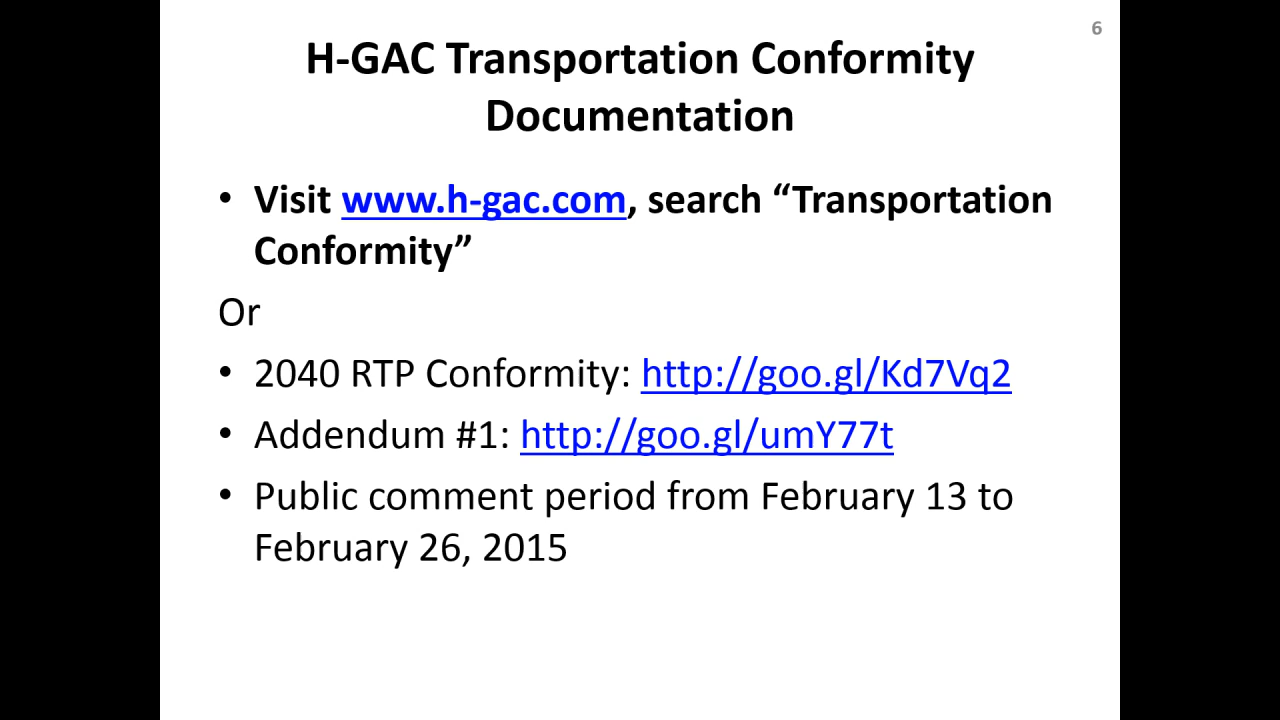 6
H-GAC Transportation Conformity
Documentation
• Visit www.h-gac.com, search “Transportation
Conformity”
Or
• 2040 RTP Conformity: http://goo.gl/Kd7Vq2
• Addendum #1: http://goo.gl/umY77t
• Public comment period from February 13 to
February 26, 2015